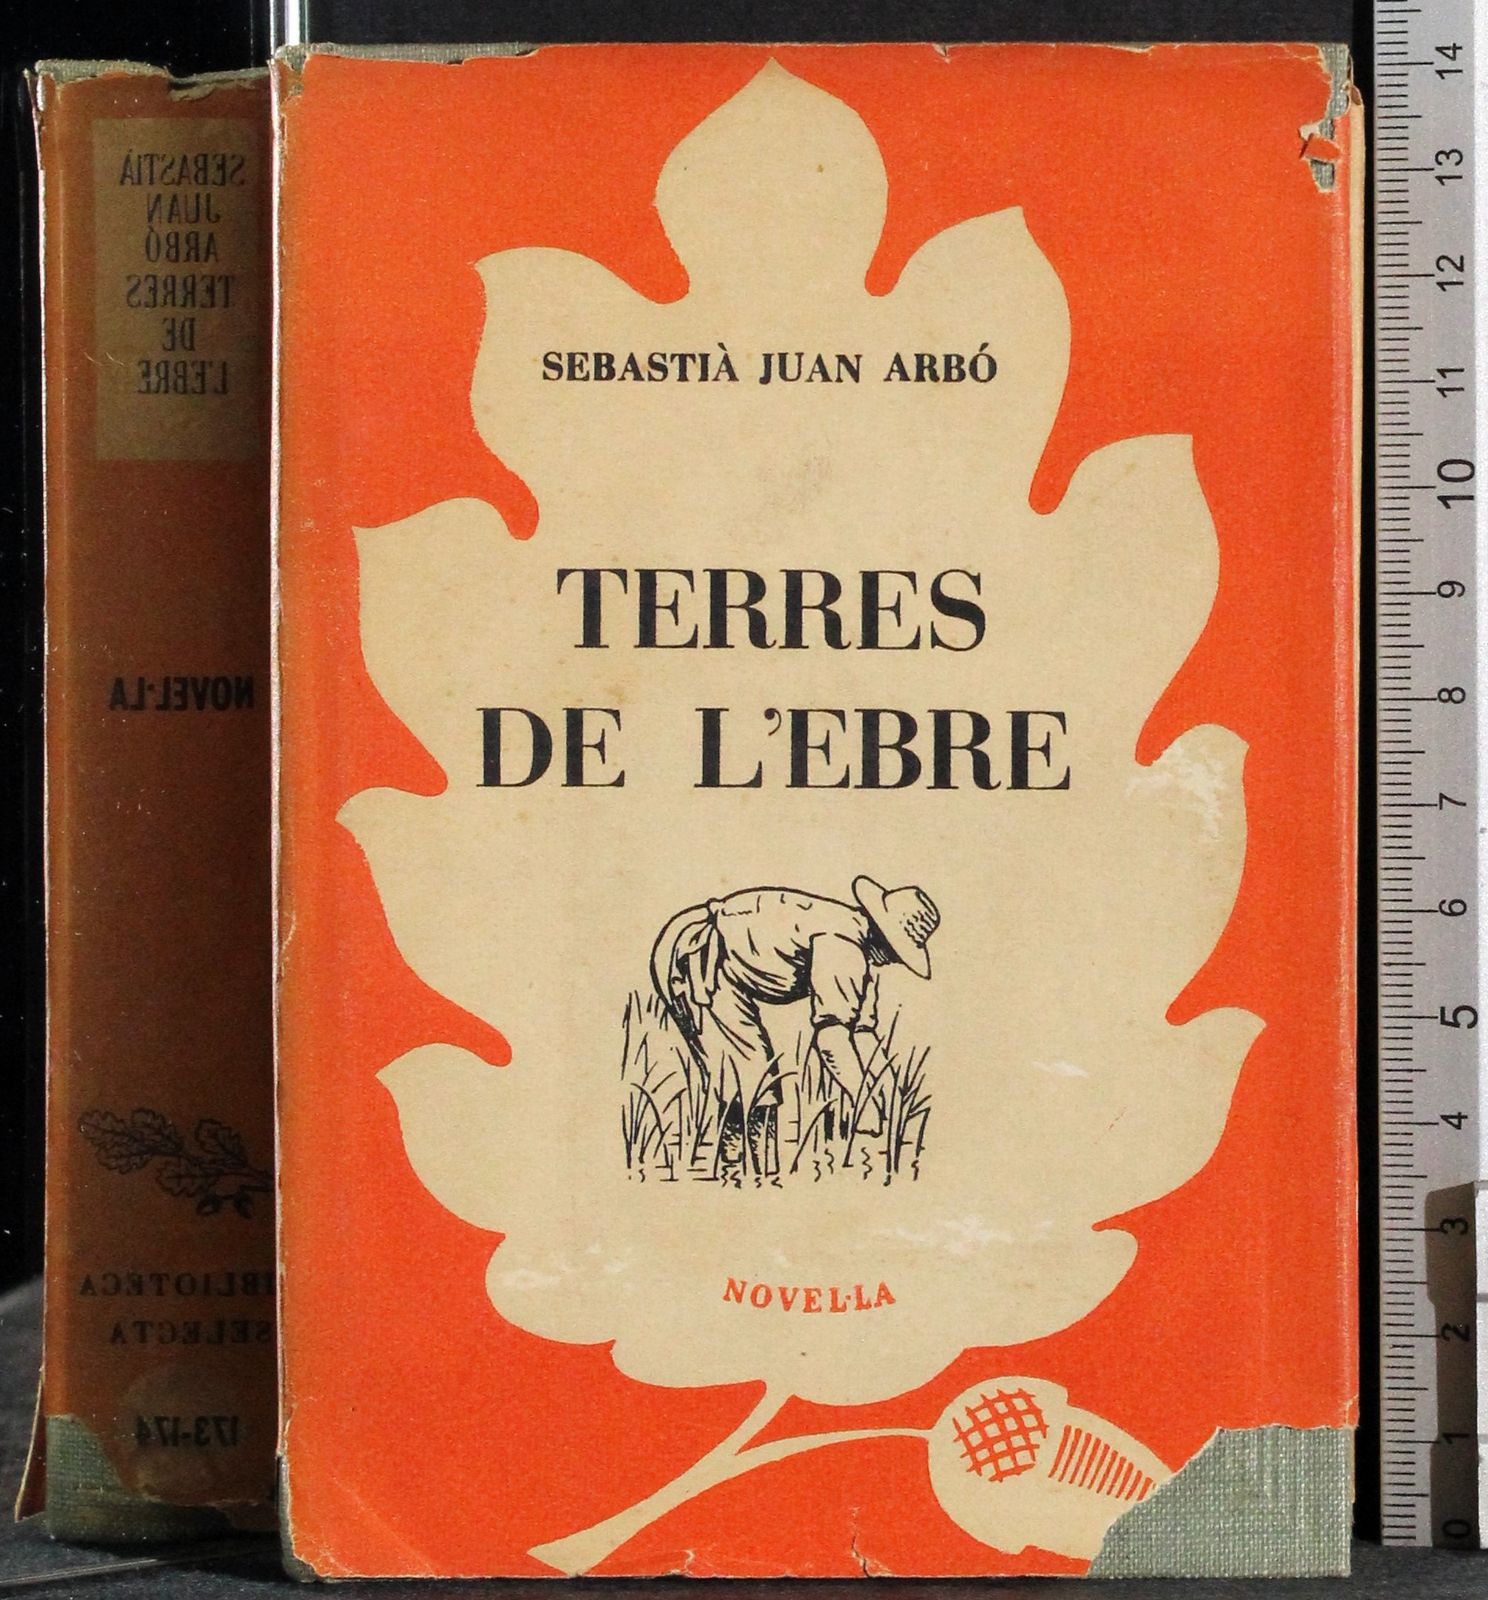 SEBASTIÀ JUAN ARBÓ
TERRES
DE L'EBRE
NOVEL·LA
SEBASTIÀ
JUAN
ARBÓ
TERRES
DE
L'EBRE
NOVEL·LA
BIBLIOTECA
SELECTA
173-174
14
13
12
11
10
9
8
7
6
5
4
3
2
1
0